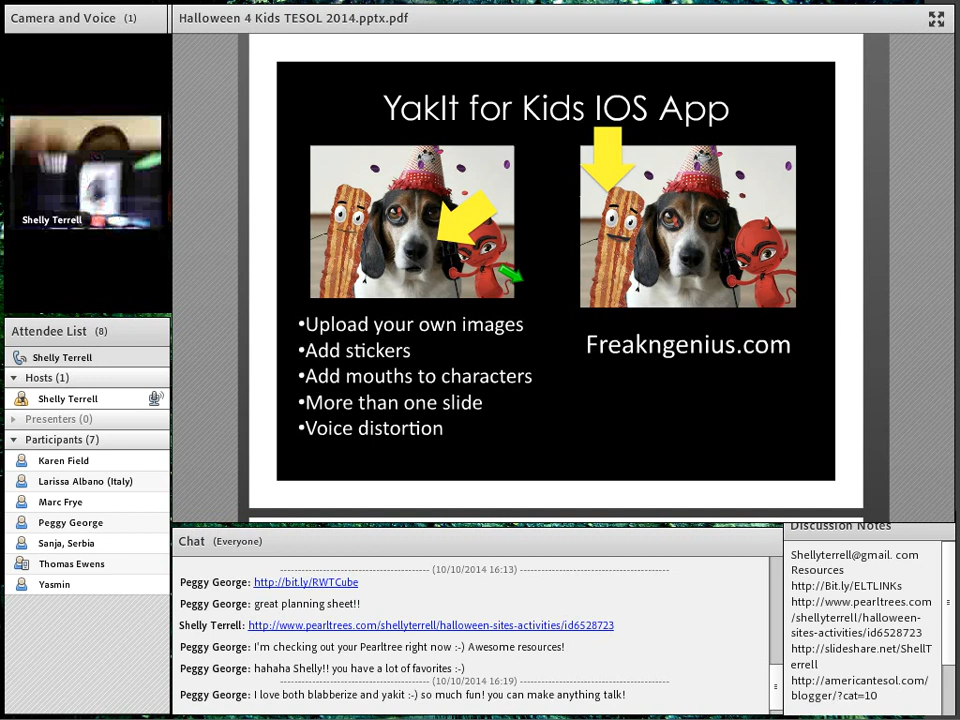 Camera and Voice (1)
Shelly Terrell
Attendee List (8)
Shelly Terrell
Hosts (1)
Shelly Terrell
Presenters (0)
Participants (7)
Karen Field
Larissa Albano (Italy)
Marc Frye
Peggy George
Sanja, Serbia
Thomas Ewens
Yasmin
Halloween 4 Kids TESOL 2014.pptx.pdf
YakIt for Kids IOS App
•Upload your own images
•Add stickers
•Add mouths to characters
•More than one slide
•Voice distortion
Freakngenius.com
Chat (Everyone)
(10/10/2014 16:13)
Peggy George: http://bit.ly/RWTCube
Peggy George: great planning sheet!!
Shelly Terrell: http://www.pearltrees.com/shellyterrell/halloween-sites-activities/id6528723
Peggy George: I'm checking out your Pearltree right now :-) Awesome resources!
Peggy George: hahaha Shelly!! you have a lot of favorites :-)
(10/10/2014 16:19)
Peggy George: I love both blabberize and yakit :-) so much fun! you can make anything talk!
Discussion Notes
Shellyterrell@gmail. com
Resources
http://Bit.ly/ELTLINKs
http://www.pearltrees.com
/shellyterrell/halloween-
sites-activities/id6528723
http://slideshare.net/ShellT
errell
http://americantesol.com/
blogger/?cat=10